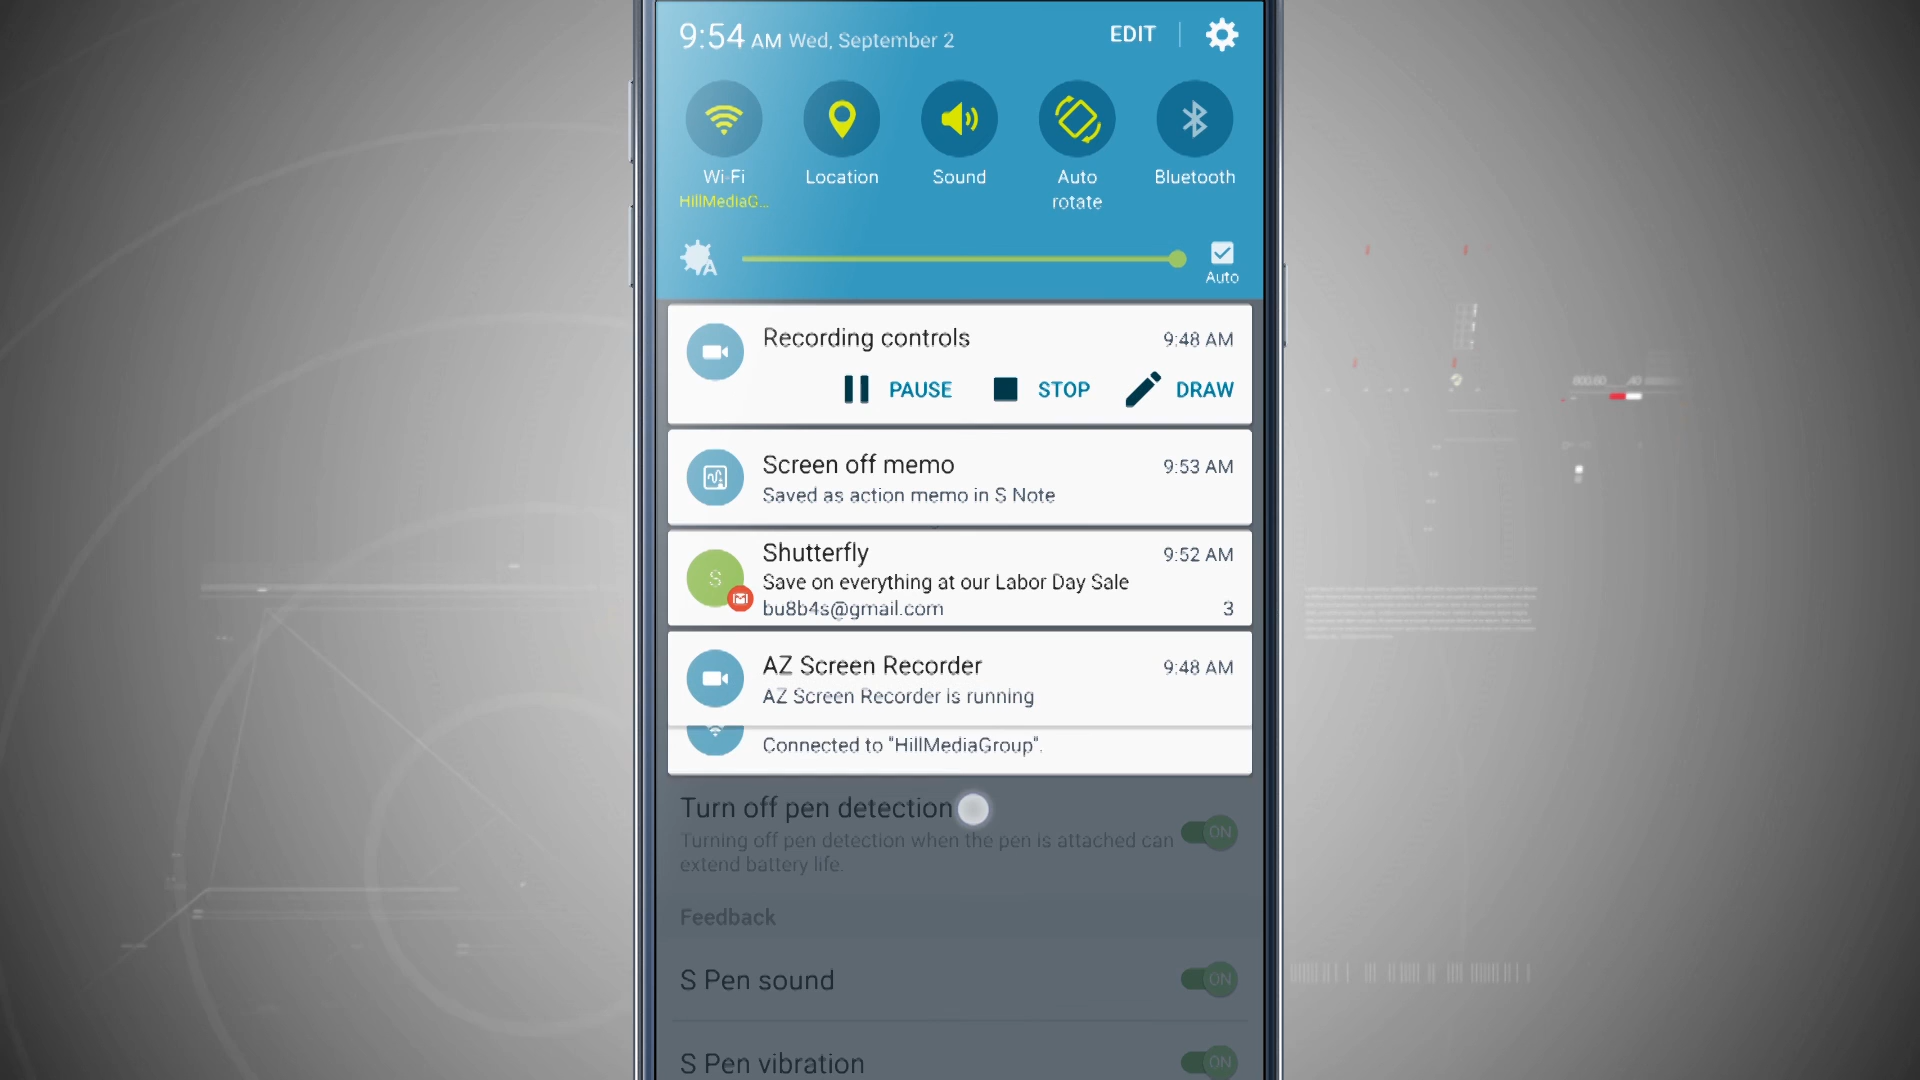 9:54 AM Wed, September 2
EDIT
Wi-Fi
HillMediaG...
Location
Sound
Auto
rotate
Bluetooth
A
Auto
Recording controls
9:48 AM
PAUSE
STOP
DRAW
Screen off memo
9:53 AM
Saved as action memo in S Note
S
Shutterfly
9:52 AM
Save on everything at our Labor Day Sale
bu8b4s@gmail.com
3
AZ Screen Recorder
9:48 AM
AZ Screen Recorder is running
Connected to "HillMediaGroup".
Turn off pen detection
ON
Turning off pen detection when the pen is attached can
extend battery life.
Feedback
S Pen sound
ON
S Pen vibration
ON